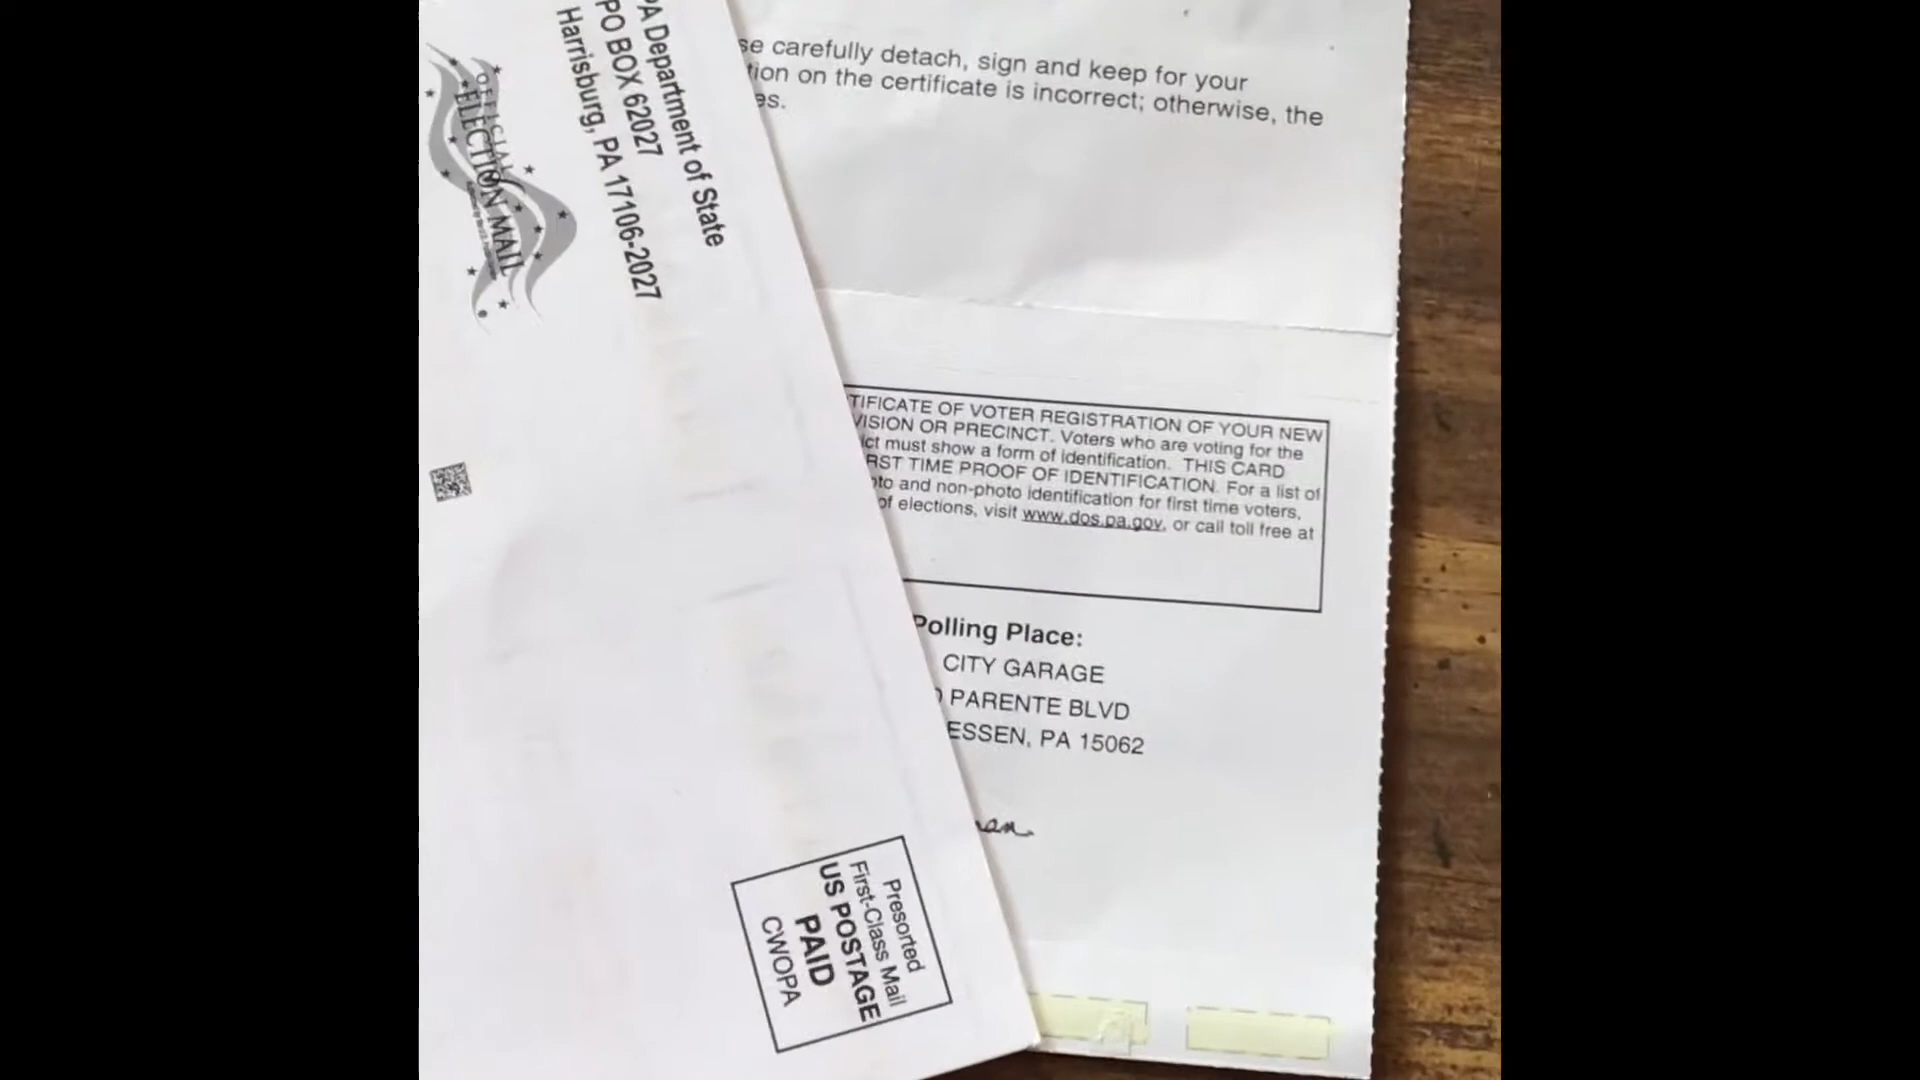 PA Department of State
PO BOX 62027
Harrisburg, PA 17106-2027
OFFICIAL
ELECTION MAIL
se carefully detach, sign and keep for your
tion on the certificate is incorrect; otherwise, the
es.
TIFICATE OF VOTER REGISTRATION OF YOUR NEW
VISION OR PRECINCT. Voters who are voting for the
ict must show a form of identification. THIS CARD
RST TIME PROOF OF IDENTIFICATION. For a list of
oto and non-photo identification for first time voters,
of elections, visit www.dos.pa.gov, or call toll free at
Polling Place:
CITY GARAGE
PARENTE BLVD
ESSEN, PA 15062
Presorted
First-Class Mail
US POSTAGE
PAID
CWOPA